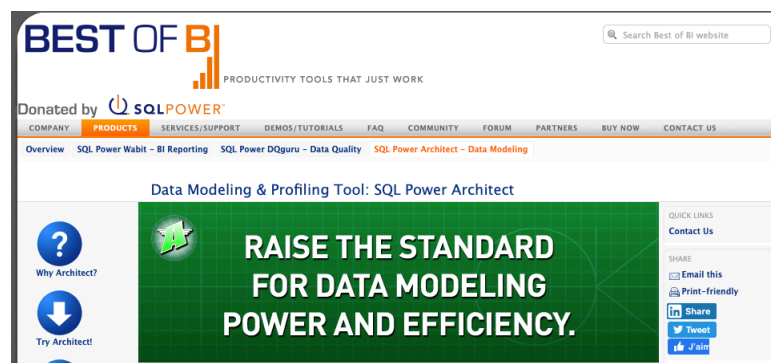 BEST OF BI
Search Best of BI website
PRODUCTIVITY TOOLS THAT JUST WORK
Donated by SQLPOWER
COMPANY PRODUCTS SERVICES/SUPPORT DEMOS/TUTORIALS FAQ COMMUNITY FORUM PARTNERS BUY NOW CONTACT US
Overview SQL Power Wabit - BI Reporting SQL Power DQguru - Data Quality SQL Power Architect - Data Modeling
Data Modeling & Profiling Tool: SQL Power Architect
RAISE THE STANDARD
FOR DATA MODELING
POWER AND EFFICIENCY.
Why Architect?
Try Architect!
QUICK LINKS
Contact Us
SHARE
Email this
Print-friendly
in Share
Tweet
J'aim